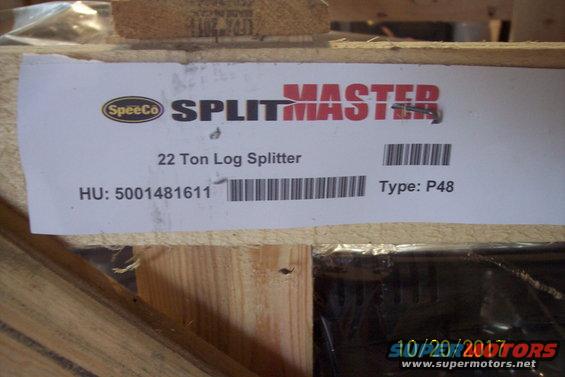 SpeeCo SPLITMASTER
22 Ton Log Splitter
HU: 5001481611 Type: P48
10/20/2017
SUPERMOTORS
www.supermotors.net